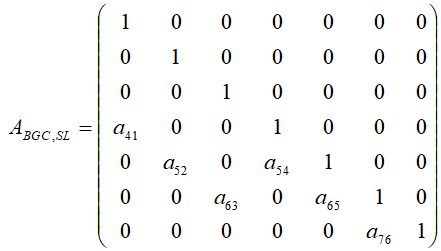 1 0 0 0 0 0 0
0 1 0 0 0 0 0
0 0 1 0 0 0 0
A_{BGC,SL} = a_{41} 0 0 1 0 0 0
0 a_{52} 0 a_{54} 1 0 0
0 0 a_{63} 0 a_{65} 1 0
0 0 0 0 0 a_{76} 1